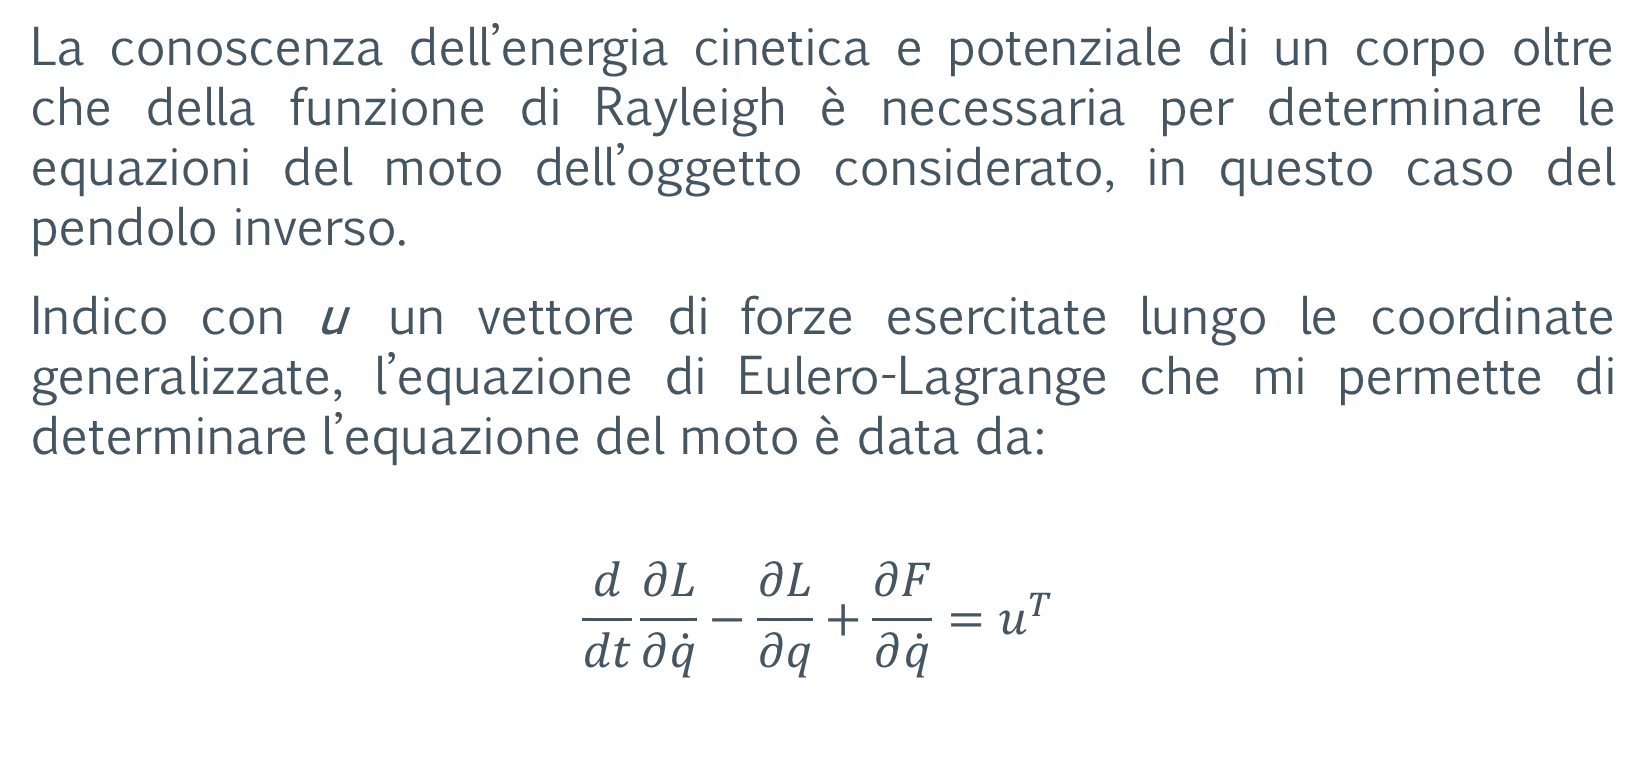 La conoscenza dell’energia cinetica e potenziale di un corpo oltre
che della funzione di Rayleigh è necessaria per determinare le
equazioni del moto dell’oggetto considerato, in questo caso del
pendolo inverso.
Indico con u un vettore di forze esercitate lungo le coordinate
generalizzate, l’equazione di Eulero-Lagrange che mi permette di
determinare l’equazione del moto è data da:
d/dt ∂L/∂q̇ − ∂L/∂q + ∂F/∂q̇ = uᵀ